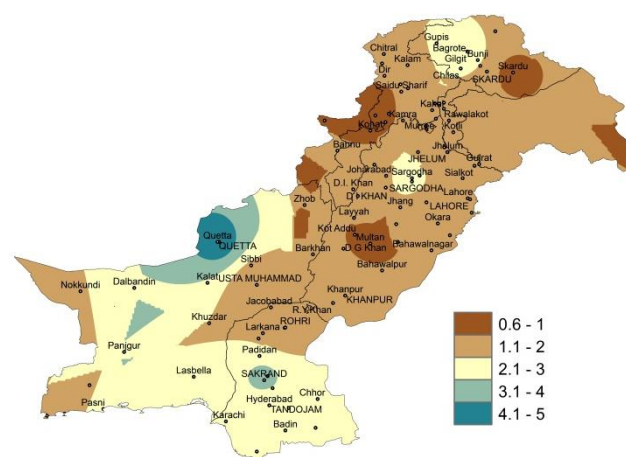 Gupis
Chitral
Bagrote
Bunji
Kalam
Gilgit
Skardu
Dir
Chilas
SKARDU
Saidu Sharif
Kakul
Kamra
Rawalakot
Kohat
Murree
Kotli
Bannu
JHELUM
Jhelum
Gujrat
Joharabad
Sargodha
Sialkot
D.I. Khan
SARGODHA
Zhob
Lahore
Jhang
LAHORE
Layyah
Okara
Kot Addu
Quetta
Multan
QUETTA
Barkhan
D G Khan
Bahawalnagar
Sibbi
Bahawalpur
Nokkundi
Dalbandin
Kalat
USTA MUHAMMAD
Khanpur
KHANPUR
Jacobabad
R.Y.Khan
Khuzdar
ROHRI
Larkana
Panjgur
Padidan
Lasbella
SAKRAND
Chhor
Pasni
Hyderabad
TANDOJAM
Karachi
Badin
0.6 - 1
1.1 - 2
2.1 - 3
3.1 - 4
4.1 - 5